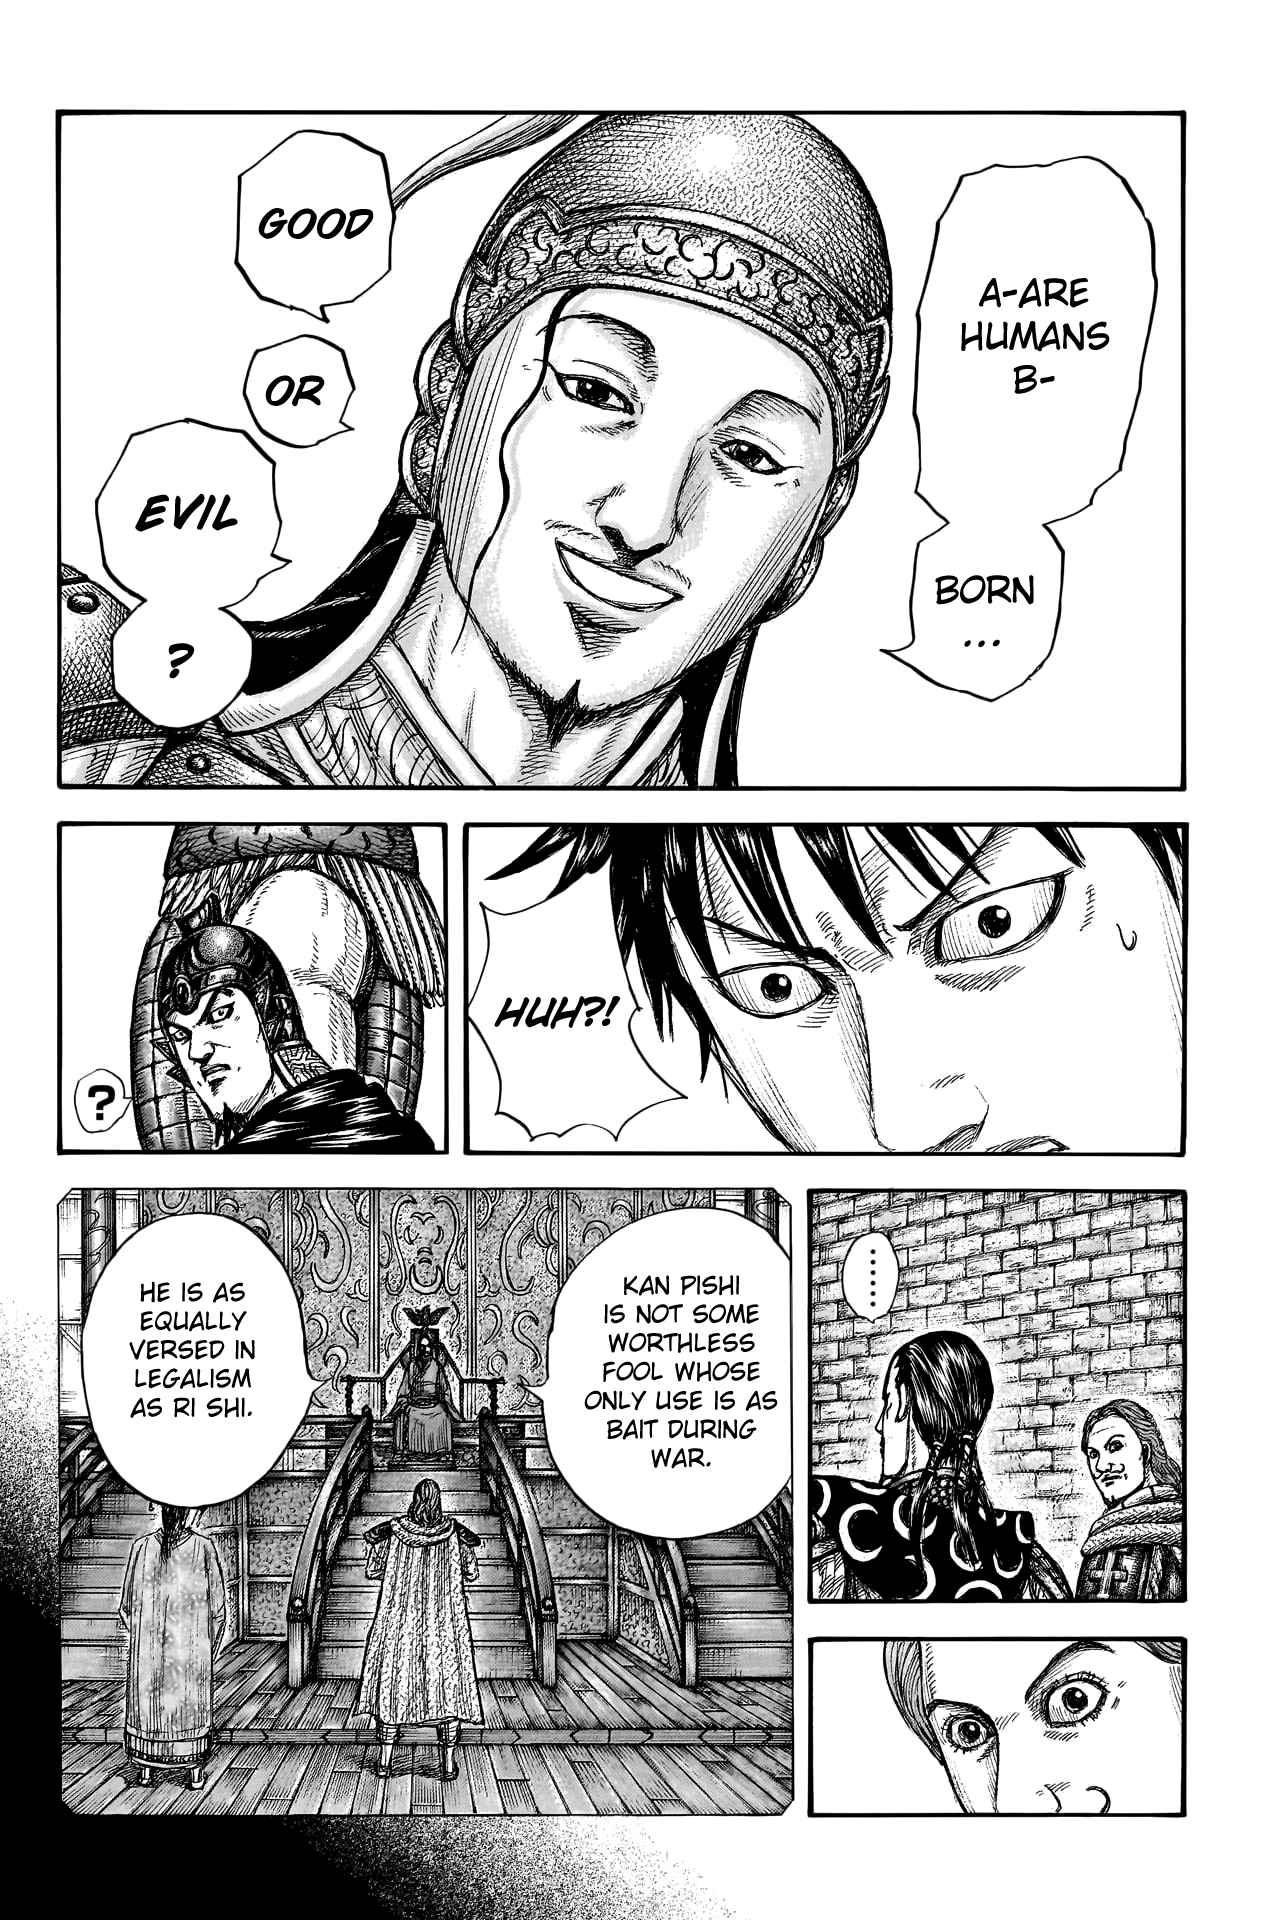 A-ARE
HUMANS
B-
BORN
...
GOOD
OR
EVIL
?
HUH?!
?
......
KAN PISHI
IS NOT SOME
WORTHLESS
FOOL WHOSE
ONLY USE IS AS
BAIT DURING
WAR.
HE IS AS
EQUALLY
VERSED IN
LEGALISM
AS RI SHI.